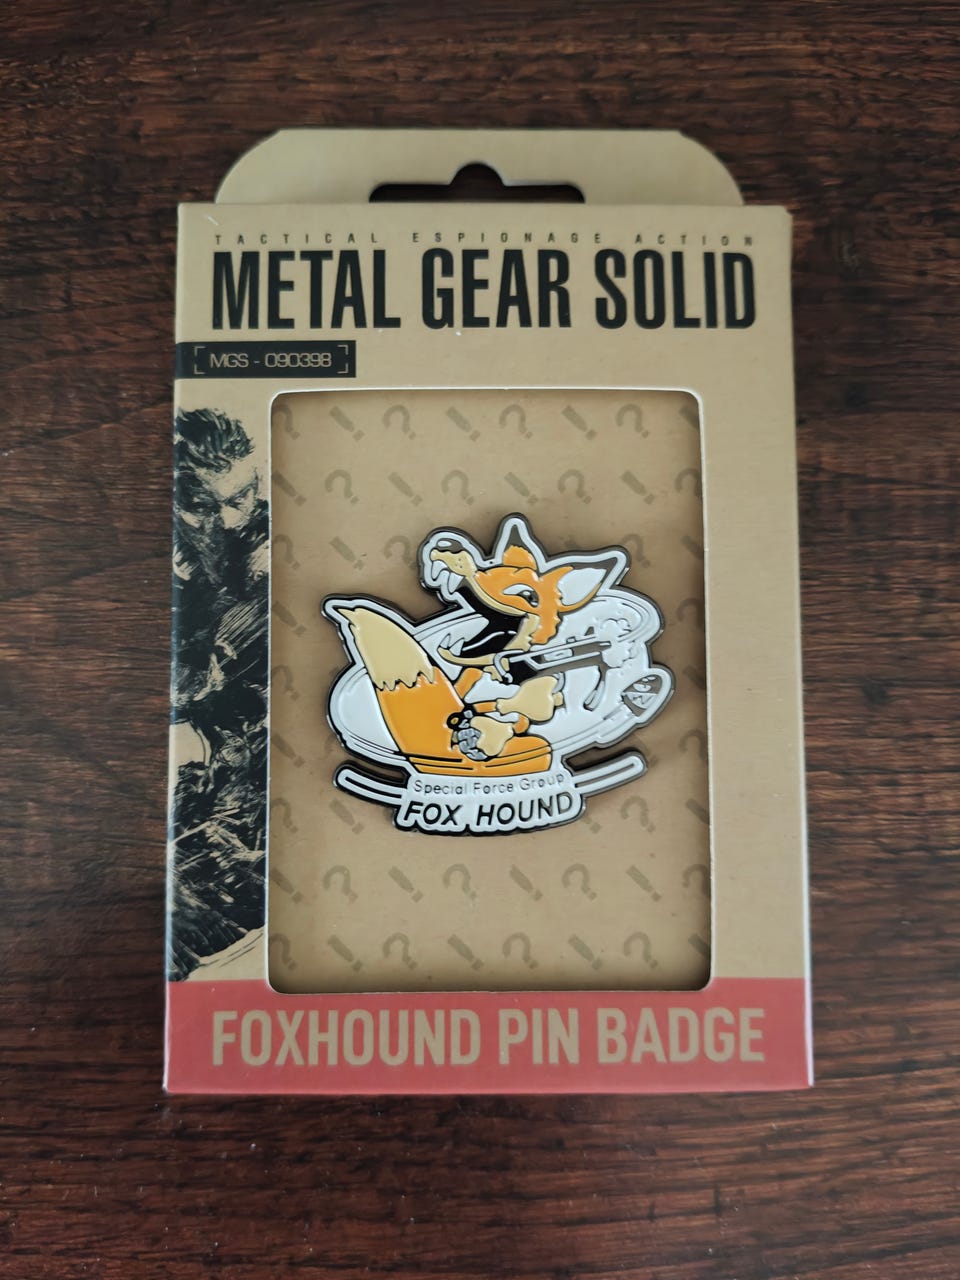 TACTICAL ESPIONAGE ACTION
METAL GEAR SOLID
MGS - 090398
Special Force Group
FOX HOUND
FOXHOUND PIN BADGE